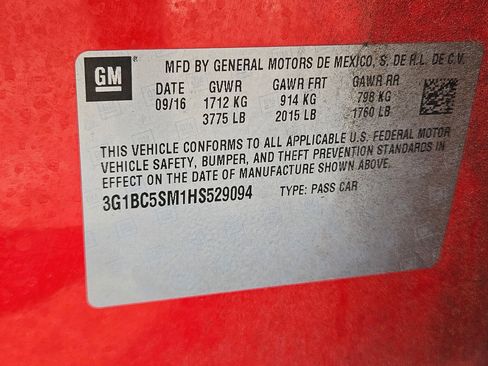 GM
MFD BY GENERAL MOTORS DE MEXICO, S. DE R.L. DE C.V.
DATE GVWR GAWR FRT GAWR RR
09/16 1712 KG 914 KG 798 KG
3775 LB 2015 LB 1760 LB
THIS VEHICLE CONFORMS TO ALL APPLICABLE U.S. FEDERAL MOTOR
VEHICLE SAFETY, BUMPER, AND THEFT PREVENTION STANDARDS IN
EFFECT ON THE DATE OF MANUFACTURE SHOWN ABOVE.
3G1BC5SM1HS529094 TYPE: PASS CAR